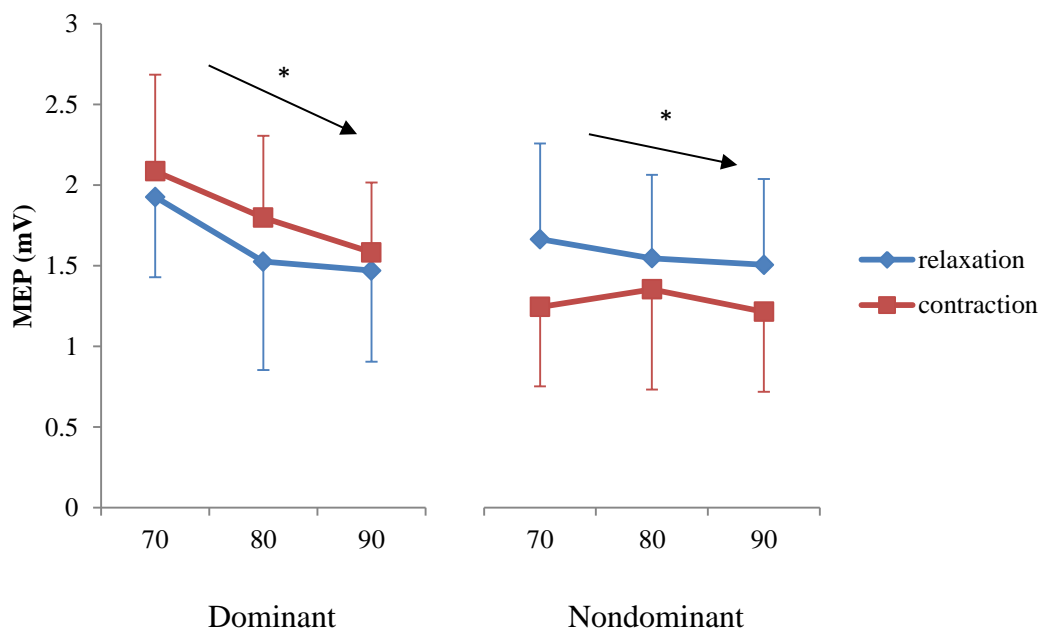 3
2.5
2
1.5
1
0.5
0
MEP (mV)
*
*
70 80 90
70 80 90
Dominant
Nondominant
relaxation
contraction